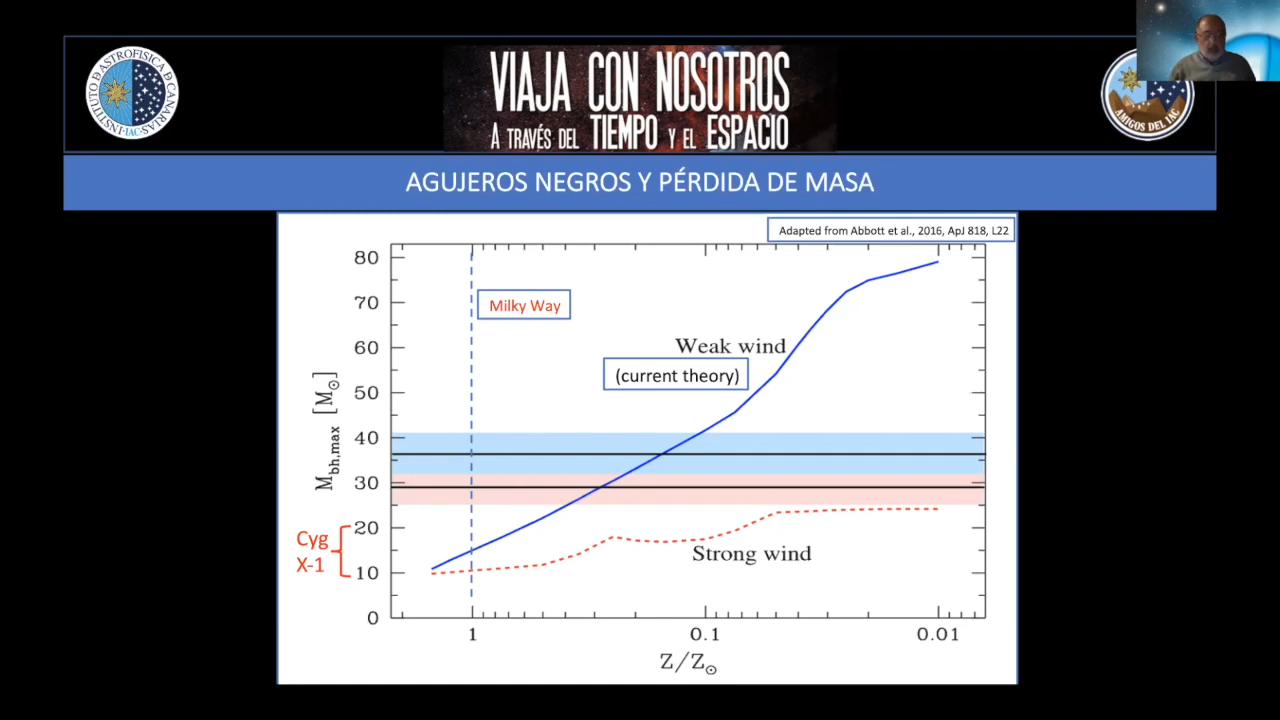 INSTITUTO D ASTROFISICA D CANARIAS
·IAC·
VIAJA CON NOSOTROS
A TRAVÉS DEL TIEMPO Y EL ESPACIO
AMIGOS DEL IAC
AGUJEROS NEGROS Y PÉRDIDA DE MASA
Adapted from Abbott et al., 2016, ApJ 818, L22
80
70
60
50
40
30
20
10
0
M_bh,max [M_⊙]
Milky Way
Weak wind
(current theory)
Strong wind
Cyg
X-1
1
0.1
0.01
Z/Z_⊙